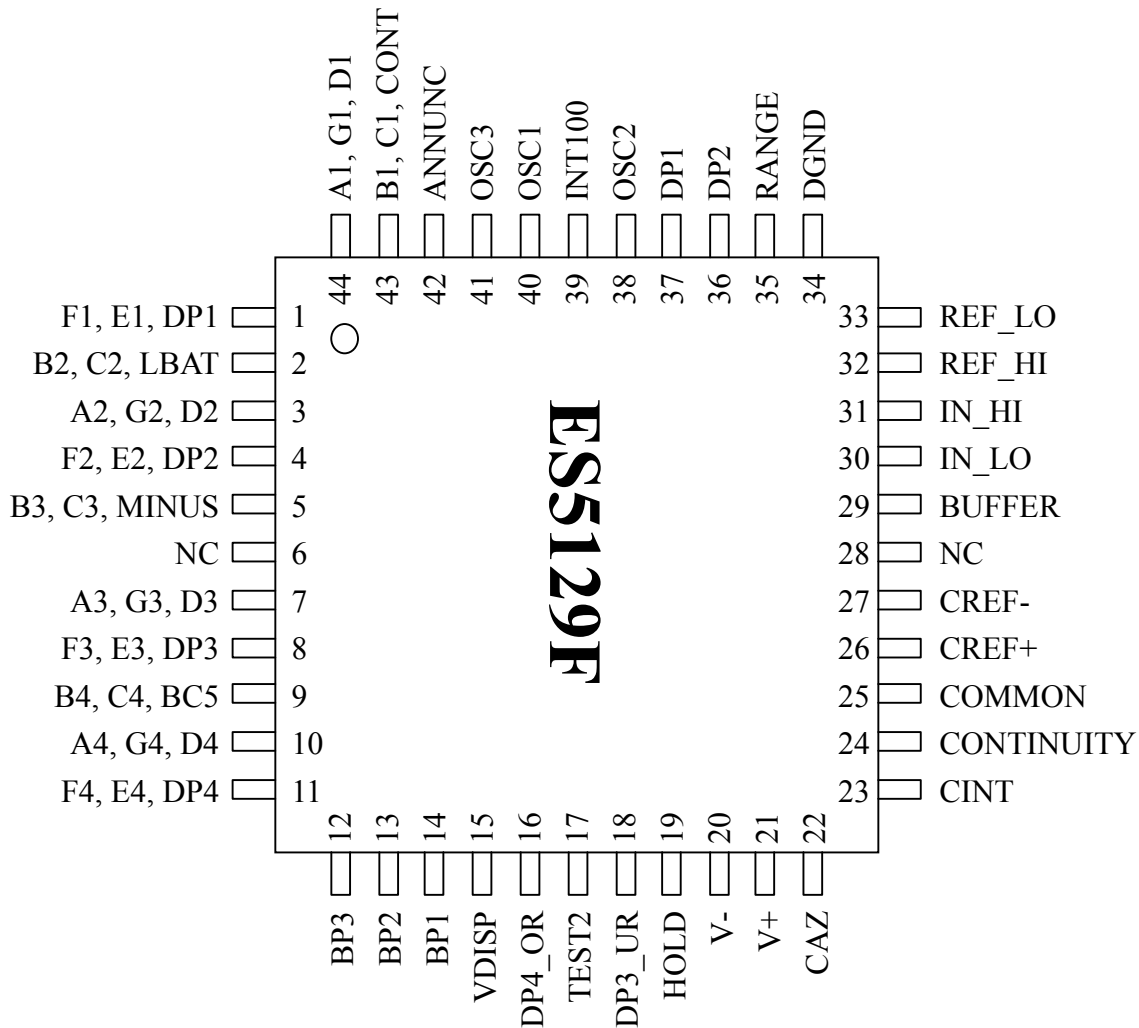 A1, G1, D1
B1, C1, CONT
ANNUNC
OSC3
OSC1
INT100
OSC2
DP1
DP2
RANGE
DGND
44
43
42
41
40
39
38
37
36
35
34
F1, E1, DP1 1
B2, C2, LBAT 2
A2, G2, D2 3
F2, E2, DP2 4
B3, C3, MINUS 5
NC 6
A3, G3, D3 7
F3, E3, DP3 8
B4, C4, BC5 9
A4, G4, D4 10
F4, E4, DP4 11
ES5129F
33 REF_LO
32 REF_HI
31 IN_HI
30 IN_LO
29 BUFFER
28 NC
27 CREF-
26 CREF+
25 COMMON
24 CONTINUITY
23 CINT
12
13
14
15
16
17
18
19
20
21
22
BP3
BP2
BP1
VDISP
DP4_OR
TEST2
DP3_UR
HOLD
V-
V+
CAZ